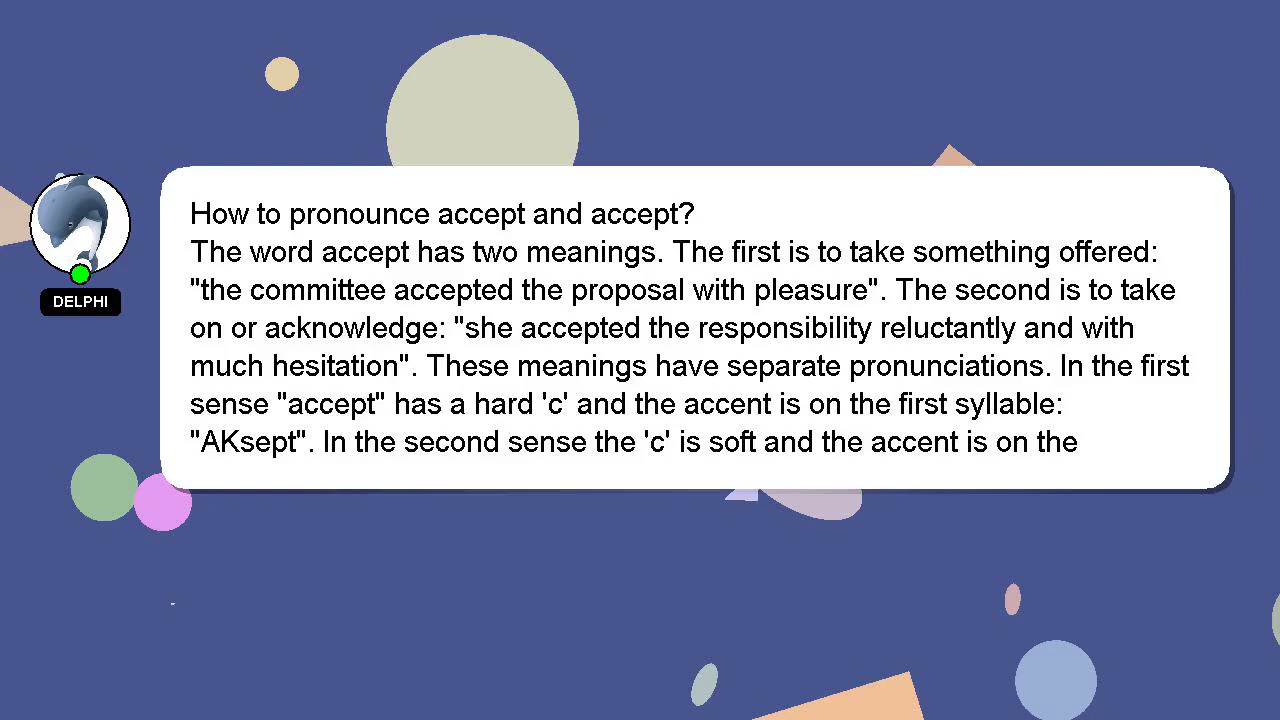 How to pronounce accept and accept?
The word accept has two meanings. The first is to take something offered:
"the committee accepted the proposal with pleasure". The second is to take
on or acknowledge: "she accepted the responsibility reluctantly and with
much hesitation". These meanings have separate pronunciations. In the first
sense "accept" has a hard 'c' and the accent is on the first syllable:
"AKsept". In the second sense the 'c' is soft and the accent is on the
DELPHI